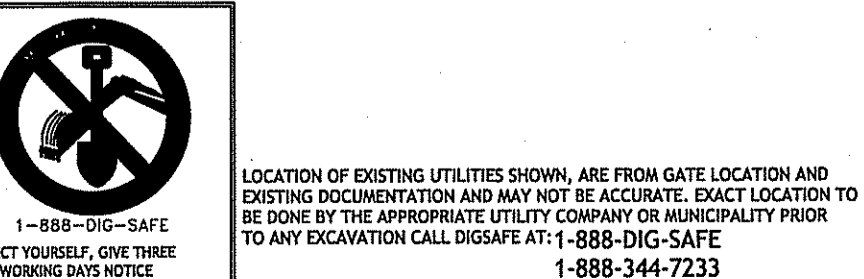 1-888-DIG-SAFE
CT YOURSELF, GIVE THREE
WORKING DAYS NOTICE
LOCATION OF EXISTING UTILITIES SHOWN, ARE FROM GATE LOCATION AND
EXISTING DOCUMENTATION AND MAY NOT BE ACCURATE. EXACT LOCATION TO
BE DONE BY THE APPROPRIATE UTILITY COMPANY OR MUNICIPALITY PRIOR
TO ANY EXCAVATION CALL DIGSAFE AT: 1-888-DIG-SAFE
1-888-344-7233